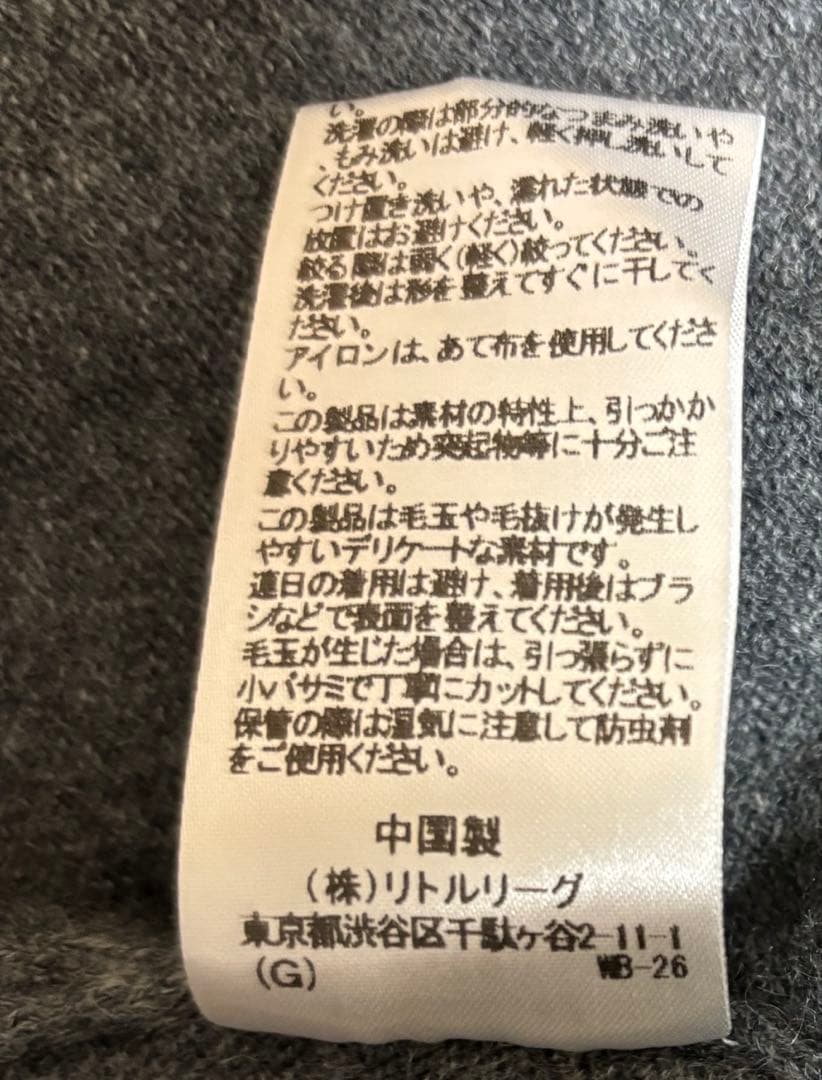 い。
洗濯の際は部分的なつまみ洗いや
、もみ洗いは避け、軽く押し洗いして
ください。
つけ置き洗いや、濡れた状態での
放置はお避けください。
絞る際は弱く(軽く)絞ってください。
洗濯後は形を整えてすぐに干してく
ださい。
アイロンは、あて布を使用してくださ
い。
この製品は素材の特性上、引っかか
りやすいため突起物等に十分ご注
意ください。
この製品は毛玉や毛抜けが発生し
やすいデリケートな素材です。
連日の着用は避け、着用後はブラ
シなどで表面を整えてください。
毛玉が生じた場合は、引っ張らずに
小バサミで丁寧にカットしてください。
保管の際は湿気に注意して防虫剤
をご使用ください。
中国製
(株)リトルリーグ
東京都渋谷区千駄ヶ谷2-11-1
(G) WB-26